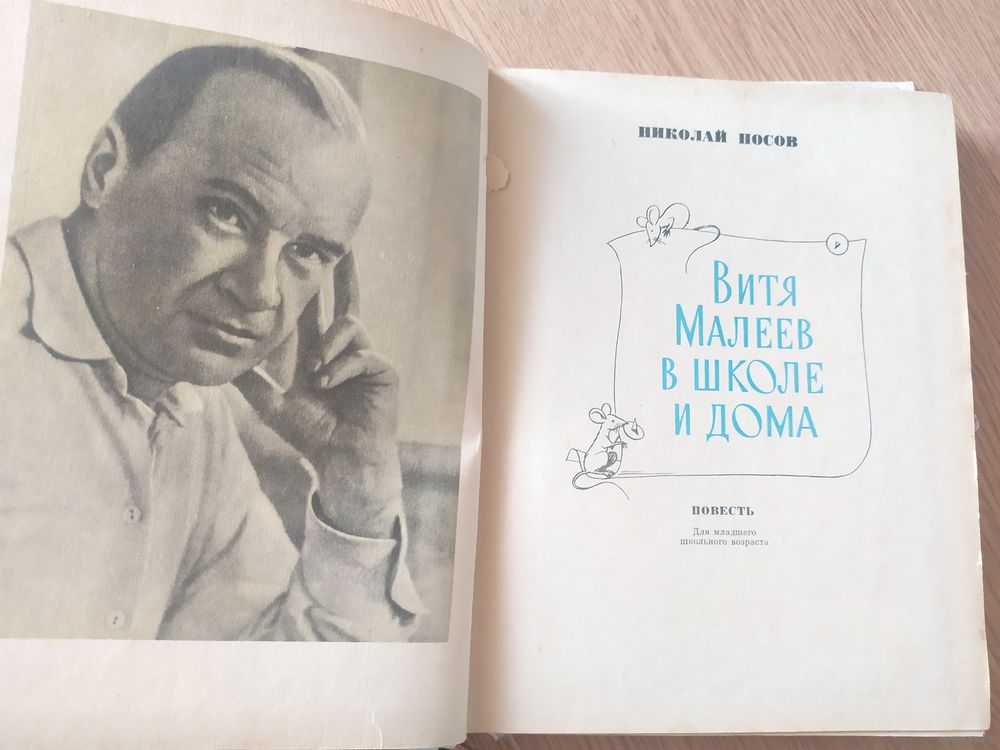 НИКОЛАЙ НОСОВ
ВИТЯ
МАЛЕЕВ
В ШКОЛЕ
И ДОМА
ПОВЕСТЬ
Для младшего
школьного возраста